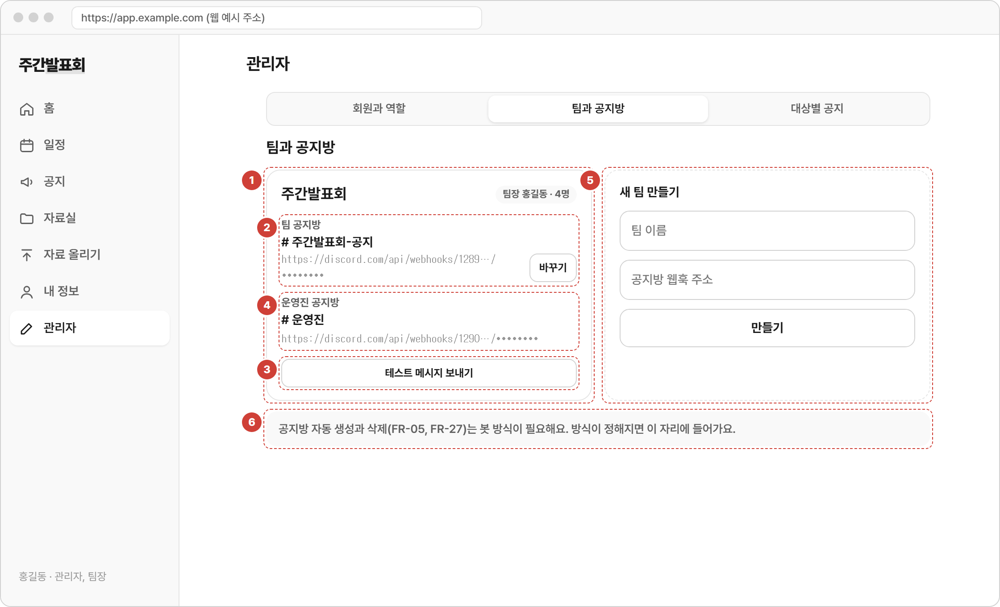 https://app.example.com (웹 예시 주소)
주간발표회
홈
일정
공지
자료실
자료 올리기
내 정보
관리자
홍길동 · 관리자, 팀장
관리자
회원과 역할
팀과 공지방
대상별 공지
팀과 공지방
1
주간발표회
팀장 홍길동 · 4명
2
팀 공지방
# 주간발표회-공지
https://discord.com/api/webhooks/1289…/
••••••••
바꾸기
4
운영진 공지방
# 운영진
https://discord.com/api/webhooks/1290…/••••••••
3
테스트 메시지 보내기
5
새 팀 만들기
팀 이름
공지방 웹훅 주소
만들기
6
공지방 자동 생성과 삭제(FR-05, FR-27)는 봇 방식이 필요해요. 방식이 정해지면 이 자리에 들어가요.